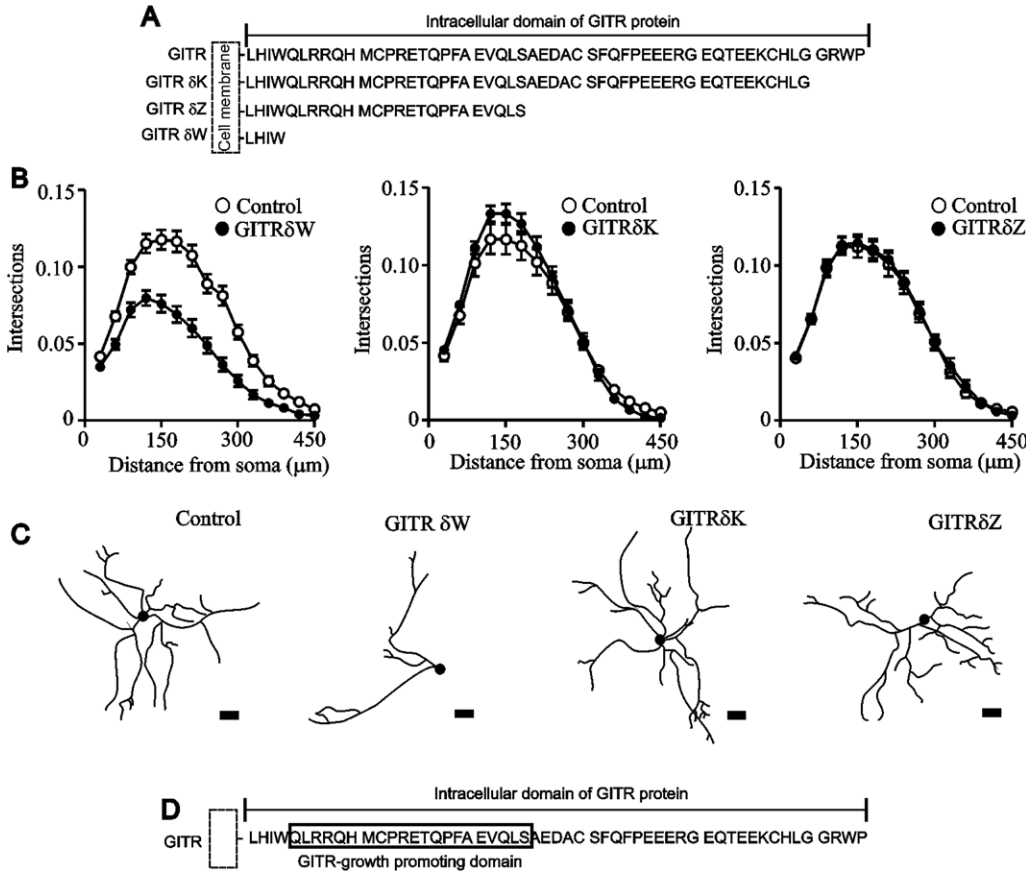 A
Intracellular domain of GITR protein
GITR LHIWQLRRQH MCPRETQPFA EVQLSAEDAC SFQFPEEERG EQTEEKCHLG GRWP
GITR δK LHIWQLRRQH MCPRETQPFA EVQLSAEDAC SFQFPEEERG EQTEEKCHLG
GITR δZ LHIWQLRRQH MCPRETQPFA EVQLS
GITR δW LHIW
Cell membrane
B
0.15
0.10
0.05
0
Intersections
Control
GITRδW
0 150 300 450
Distance from soma (μm)
0.15
0.10
0.05
0
Intersections
Control
GITRδK
0 150 300 450
Distance from soma (μm)
0.15
0.10
0.05
0
Intersections
Control
GITRδZ
0 150 300 450
Distance from soma (μm)
C
Control
GITR δW
GITRδK
GITRδZ
D
Intracellular domain of GITR protein
GITR LHIWQLRRQH MCPRETQPFA EVQLSAEDAC SFQFPEEERG EQTEEKCHLG GRWP
GITR-growth promoting domain